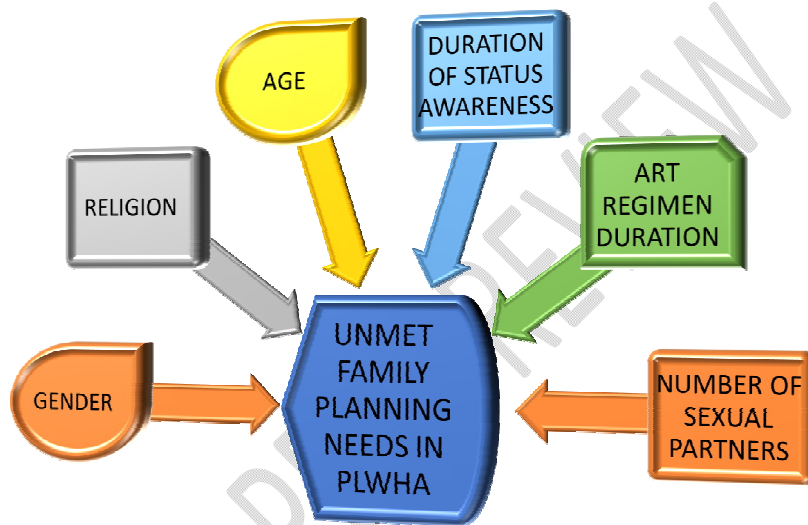 AGE
DURATION
OF STATUS
AWARENESS
RELIGION
ART
REGIMEN
DURATION
GENDER
UNMET
FAMILY
PLANNING
NEEDS IN
PLWHA
NUMBER OF
SEXUAL
PARTNERS
REVIEW